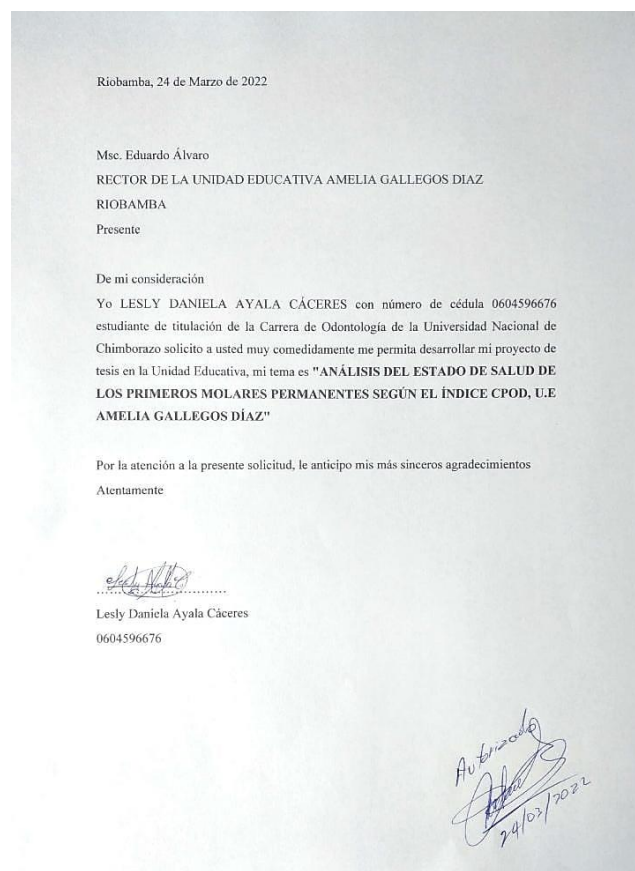 Riobamba, 24 de Marzo de 2022
Msc. Eduardo Álvaro
RECTOR DE LA UNIDAD EDUCATIVA AMELIA GALLEGOS DIAZ
RIOBAMBA
Presente
De mi consideración
Yo LESLY DANIELA AYALA CÁCERES con número de cédula 0604596676
estudiante de titulación de la Carrera de Odontología de la Universidad Nacional de
Chimborazo solicito a usted muy comedidamente me permita desarrollar mi proyecto de
tesis en la Unidad Educativa, mi tema es "ANÁLISIS DEL ESTADO DE SALUD DE
LOS PRIMEROS MOLARES PERMANENTES SEGÚN EL ÍNDICE CPOD, U.E
AMELIA GALLEGOS DÍAZ"
Por la atención a la presente solicitud, le anticipo mis más sinceros agradecimientos
Atentamente
Lesly Daniela Ayala Cáceres
0604596676
Autorizado
24/03/2022